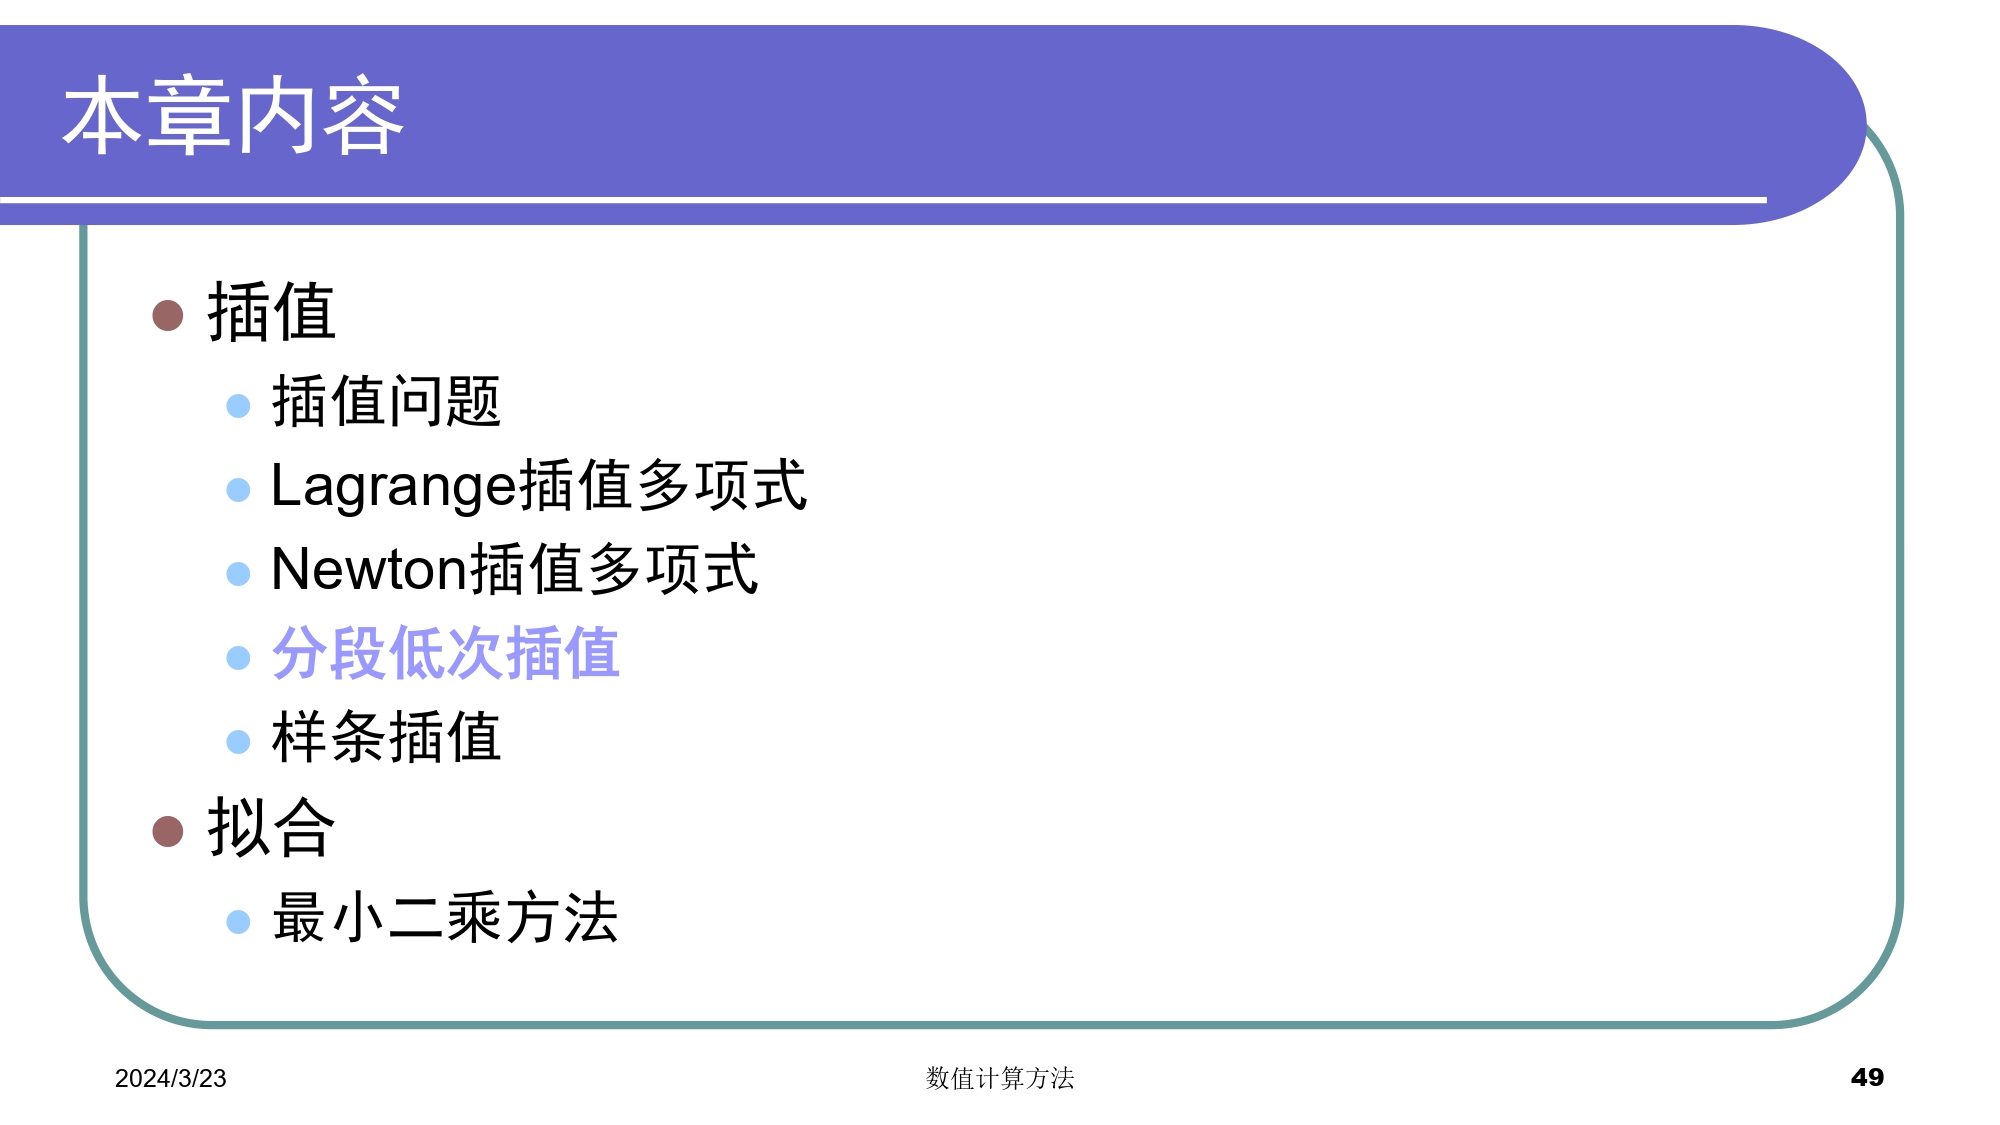 本章内容
插值
插值问题
Lagrange插值多项式
Newton插值多项式
分段低次插值
样条插值
拟合
最小二乘方法
2024/3/23
数值计算方法
49